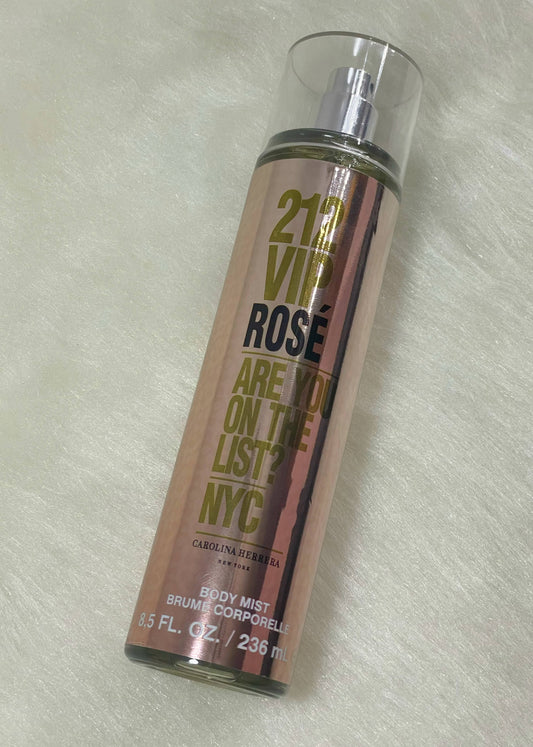 212
VIP
ROSÉ
ARE YOU
ON THE
LIST?
NYC
CAROLINA HERRERA
NEW YORK
BODY MIST
BRUME CORPORELLE
8.5 FL. OZ. / 236 mL